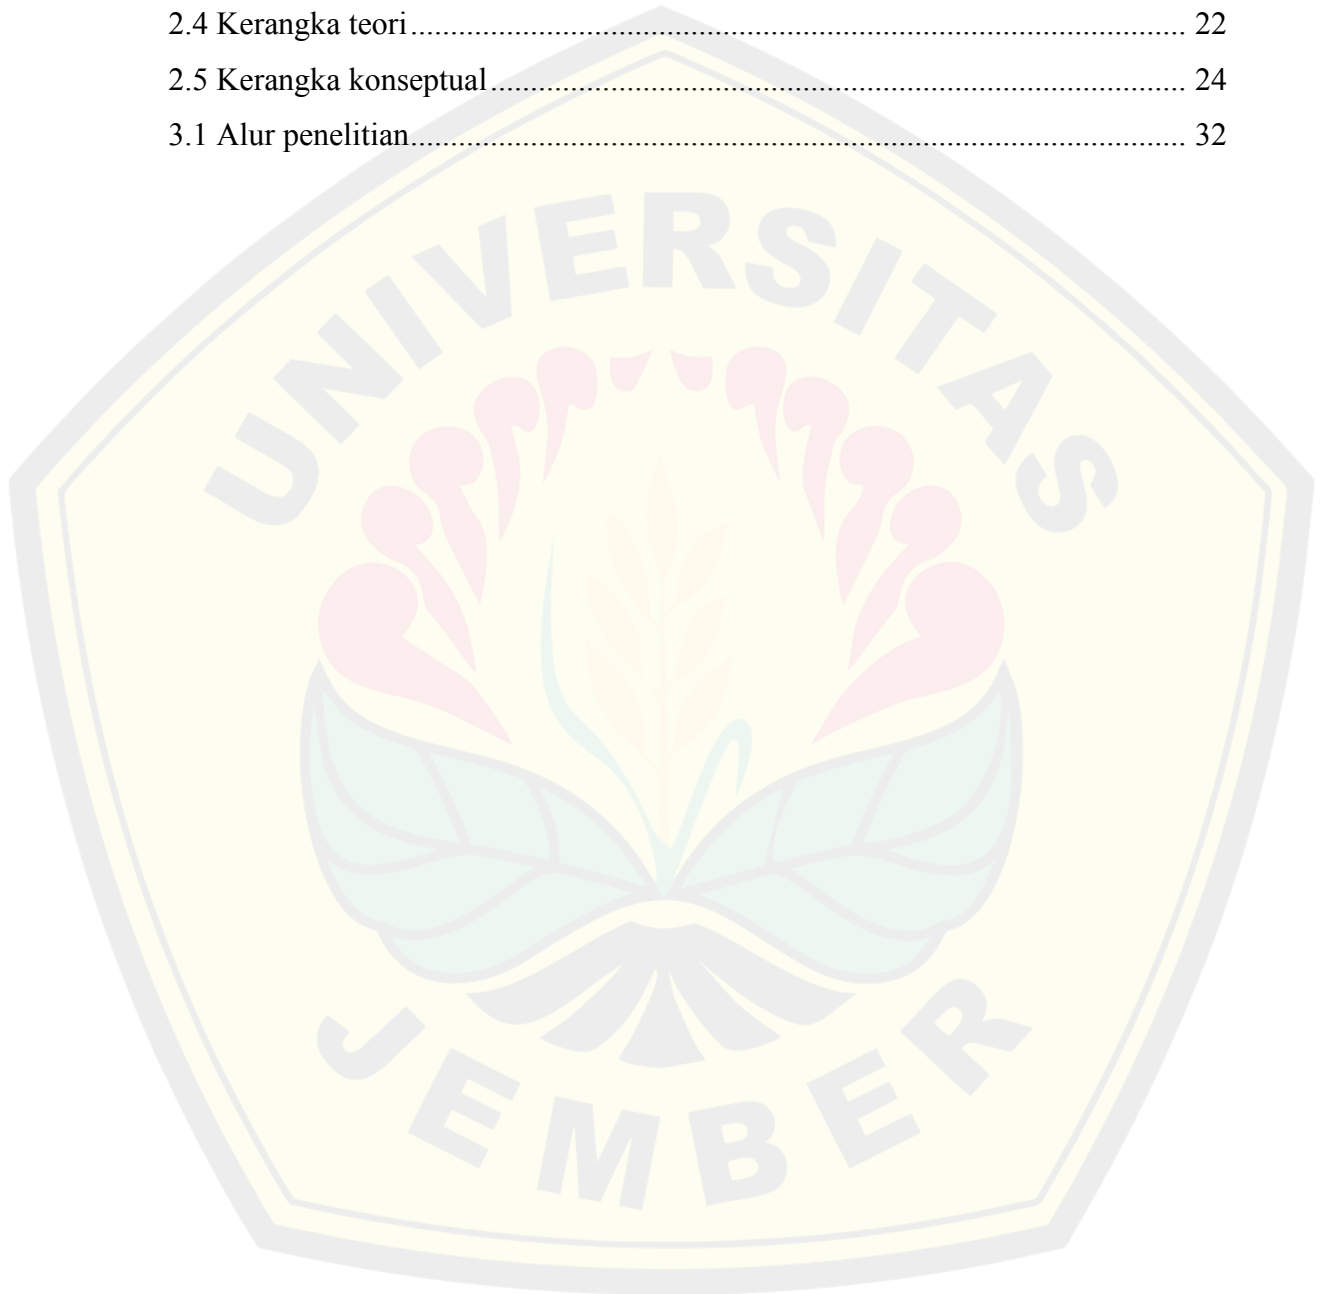 2.4 Kerangka teori.................................................................................................. 22
2.5 Kerangka konseptual........................................................................................ 24
3.1 Alur penelitian.................................................................................................. 32
UNIVERSITAS
JEMBER